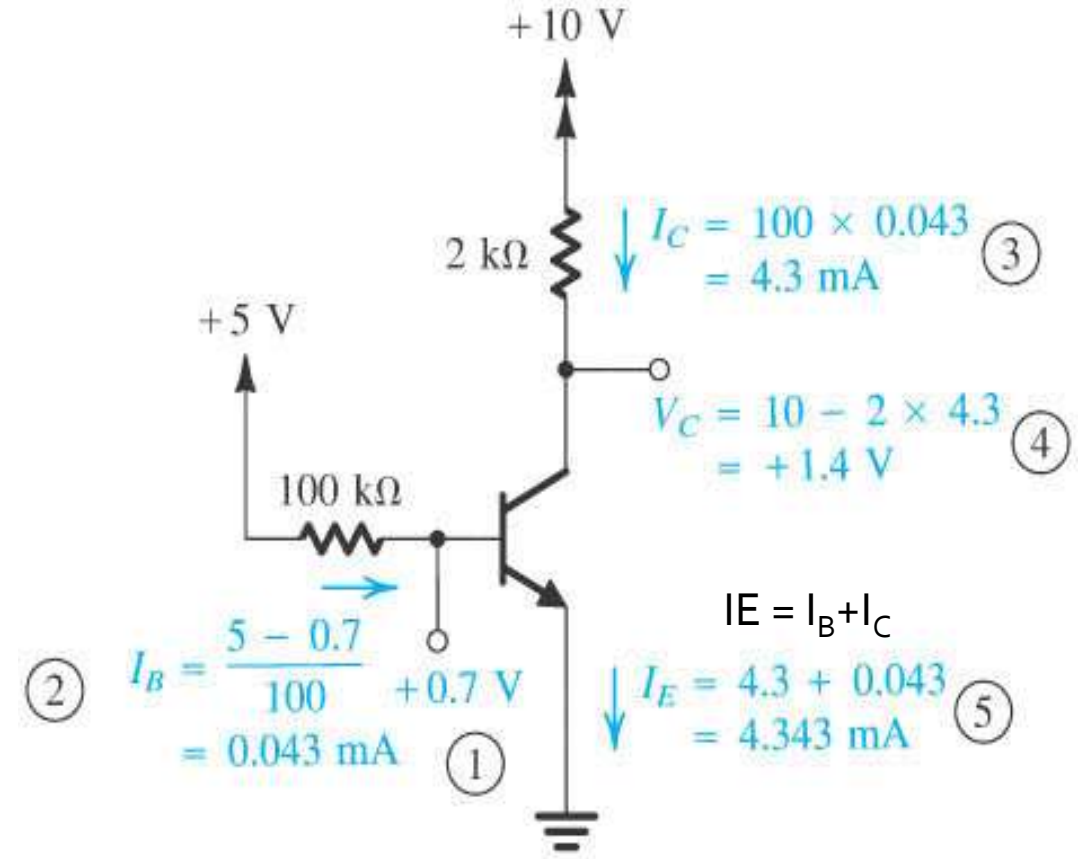 +10 V
2 kΩ
I_C = 100 × 0.043
= 4.3 mA
③
+5 V
V_C = 10 − 2 × 4.3
= +1.4 V
④
100 kΩ
IE = I_B+I_C
② I_B = (5 − 0.7) / 100
= 0.043 mA
+0.7 V
①
I_E = 4.3 + 0.043
= 4.343 mA
⑤